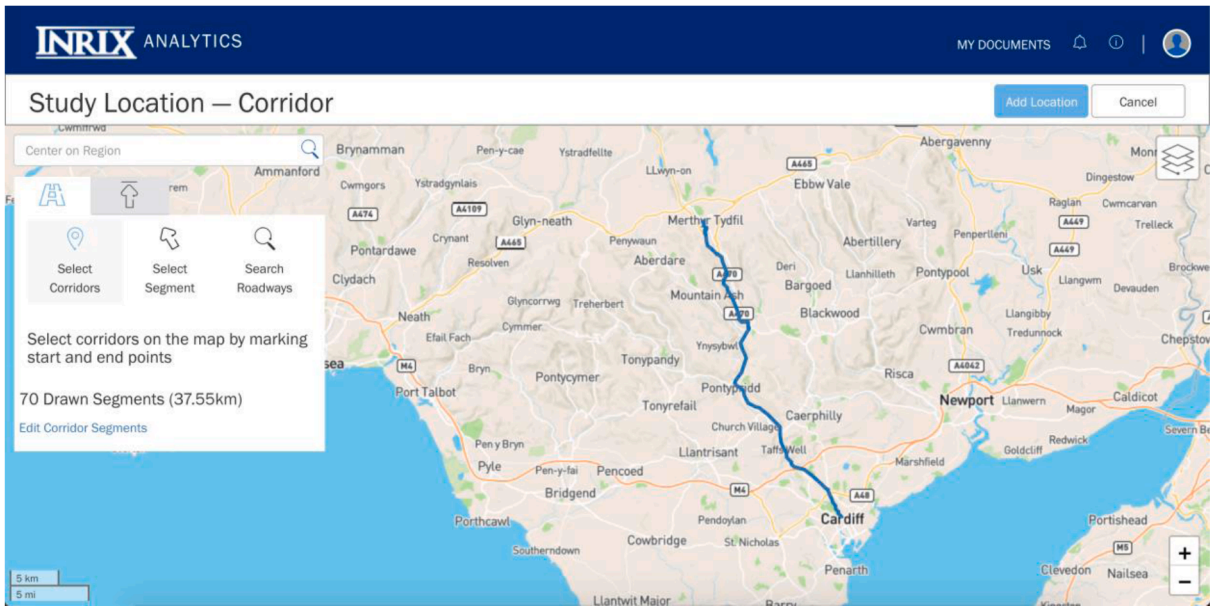 INRIX ANALYTICS
MY DOCUMENTS
Study Location — Corridor
Add Location
Cancel
Center on Region
Select
Corridors
Select
Segment
Search
Roadways
Select corridors on the map by marking
start and end points
70 Drawn Segments (37.55km)
Edit Corridor Segments
Cwmffrwd
Brynamman
Pen-y-cae
Ystradfellte
Abergavenny
Ammanford
LLwyn-on
A465
Dingestow
Cwmgors
Ystradgynlais
Ebbw Vale
Raglan
Cwmcarvan
A474
A4109
Glyn-neath
Merthyr Tydfil
Varteg
A449
Trelleck
Penperlleni
Crynant
A465
Penywaun
Abertillery
Pontardawe
A449
Resolven
Aberdare
Deri
Clydach
A470
Bargoed
Llanhilleth
Pontypool
Usk
Llangwm
Devauden
Glyncorrwg
Treherbert
Mountain Ash
Neath
A470
Blackwood
Llangibby
Efail Fach
Cymmer
Ynysybwl
Cwmbran
Tredunnock
M4
Bryn
Pontycymer
Tonypandy
Risca
A4042
Port Talbot
Pontypridd
Newport
Llanwern
Caldicot
Tonyrefail
Caerphilly
Magor
Church Village
Pen y Bryn
Llantrisant
Taffs Well
Goldcliff
Redwick
Pyle
Pen-y-fai
Pencoed
Marshfield
Bridgend
M4
A48
Porthcawl
Pendoylan
Cardiff
Portishead
Southerndown
Cowbridge
St. Nicholas
M5
Penarth
Clevedon
Nailsea
Llantwit Major
Barry
5 km
5 mi
+
−